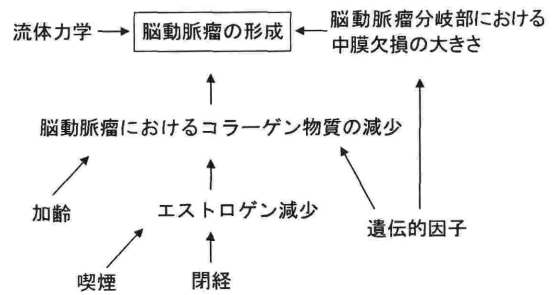 流体力学
脳動脈瘤の形成
脳動脈瘤分岐部における
中膜欠損の大きさ
脳動脈瘤におけるコラーゲン物質の減少
加齢
エストロゲン減少
遺伝的因子
喫煙
閉経